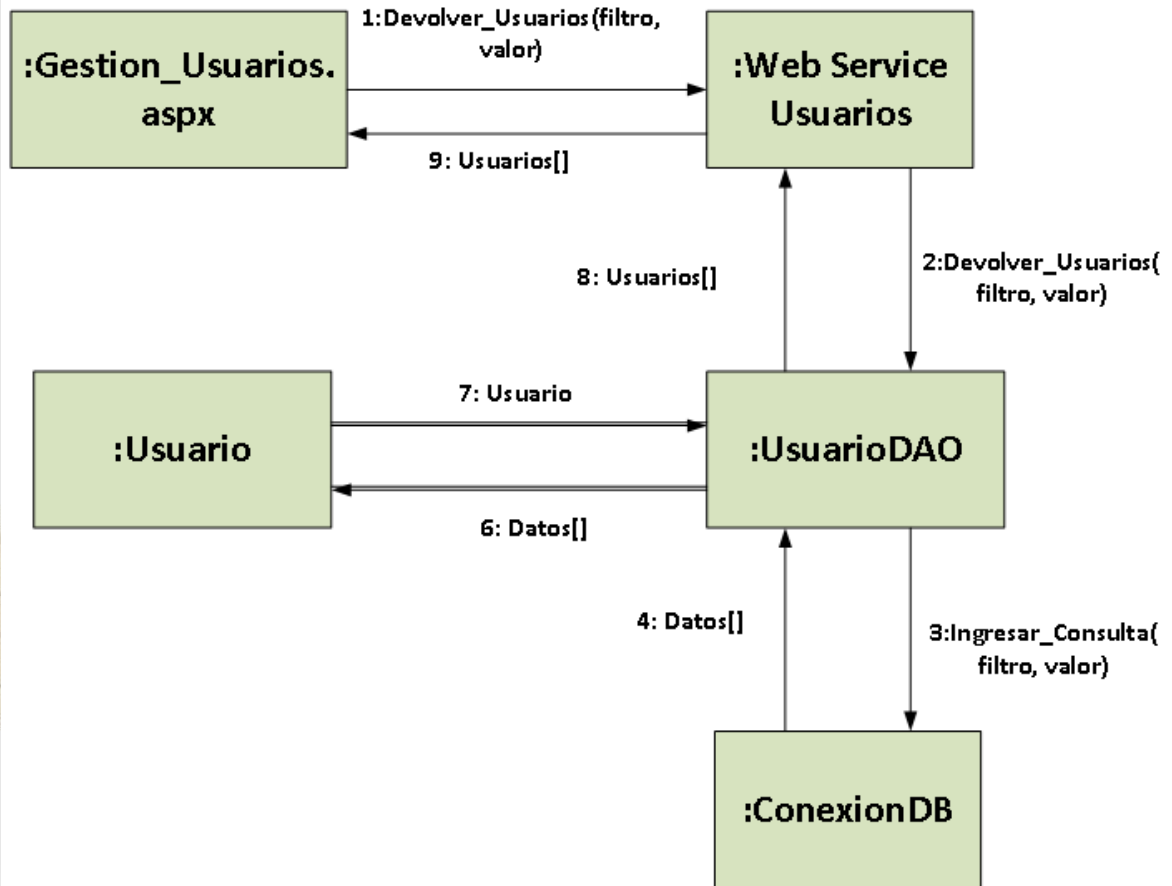 1:Devolver_Usuarios(filtro,
valor)
:Gestion_Usuarios.
aspx
:Web Service
Usuarios
9: Usuarios[]
8: Usuarios[]
2:Devolver_Usuarios(
filtro, valor)
7: Usuario
:Usuario
:UsuarioDAO
6: Datos[]
4: Datos[]
3:Ingresar_Consulta(
filtro, valor)
:ConexionDB